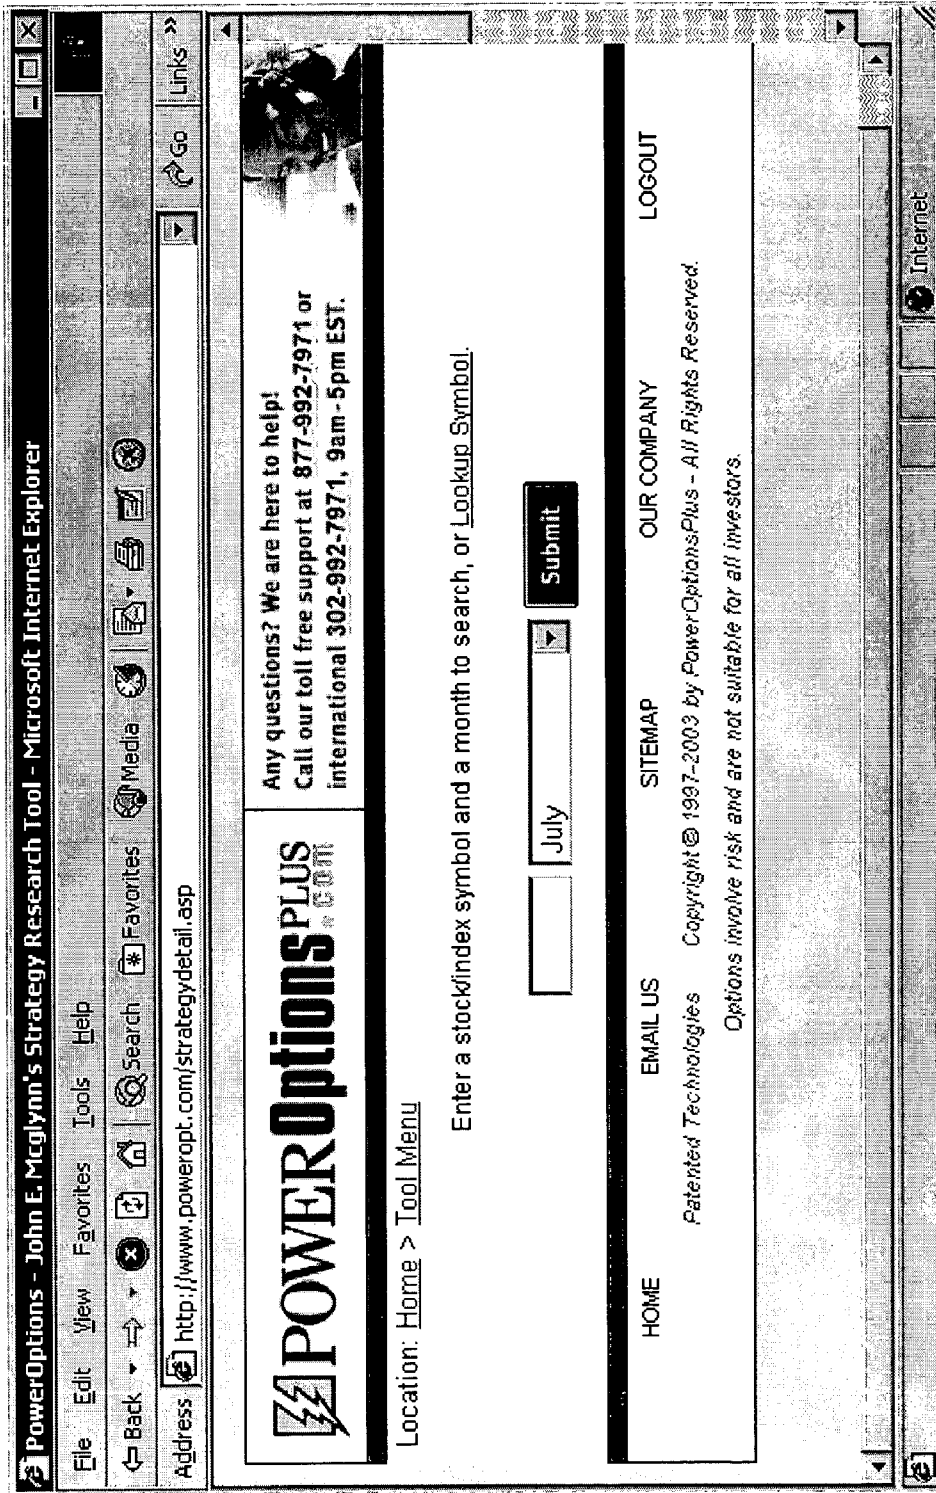 PowerOptions - John E. Mcglynn's Strategy Research Tool - Microsoft Internet Explorer
File Edit View Favorites Tools Help
Back Search Favorites Media
Address http://www.poweropt.com/strategydetail.asp Go Links »
POWEROptionsPLUS.com
Any questions? We are here to help!
Call our toll free support at 877-992-7971 or
international 302-992-7971, 9am-5pm EST.
Location: Home > Tool Menu
Enter a stock/index symbol and a month to search, or Lookup Symbol.
July Submit
HOME EMAIL US SITEMAP OUR COMPANY LOGOUT
Patented Technologies Copyright © 1997-2003 by PowerOptionsPlus - All Rights Reserved.
Options involve risk and are not suitable for all investors.
Internet